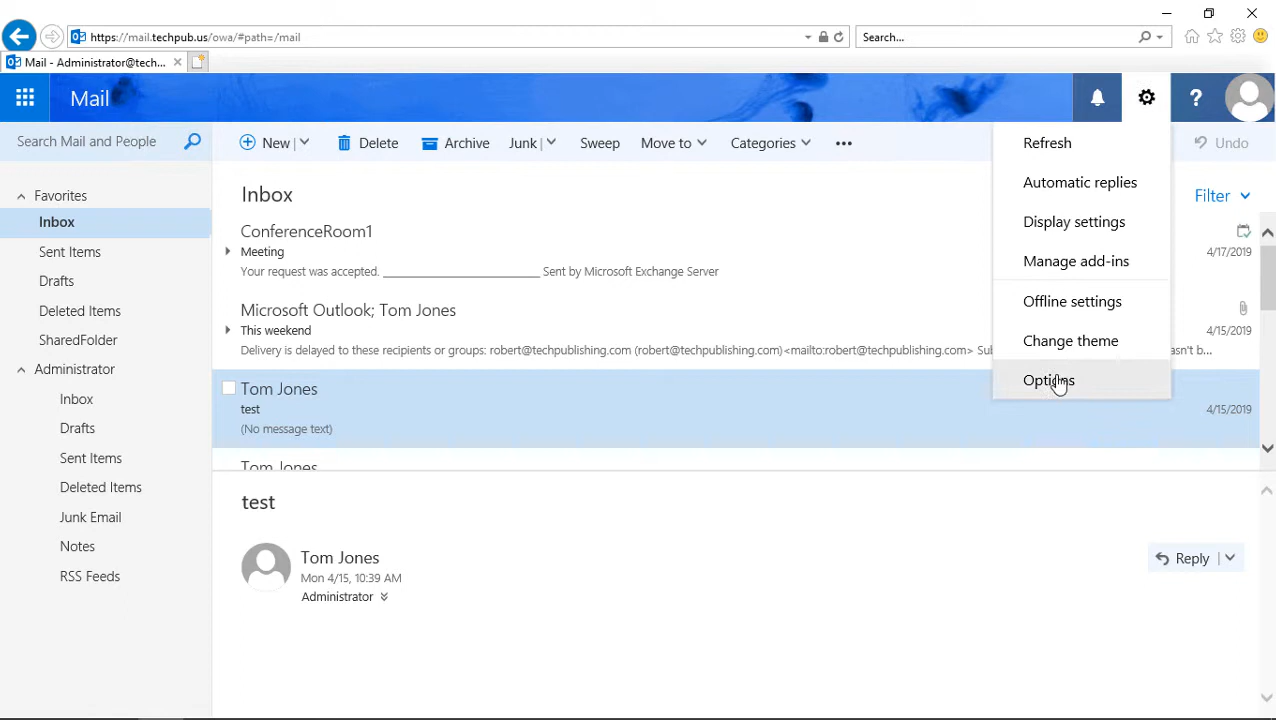 https://mail.techpub.us/owa/#path=/mail
Search...
Mail - Administrator@tech...
Mail
?
Search Mail and People
New
Delete
Archive
Junk
Sweep
Move to
Categories
Undo
Refresh
Automatic replies
Display settings
Manage add-ins
Offline settings
Change theme
Options
Favorites
Inbox
Sent Items
Drafts
Deleted Items
SharedFolder
Administrator
Inbox
Drafts
Sent Items
Deleted Items
Junk Email
Notes
RSS Feeds
Inbox
Filter
ConferenceRoom1
Meeting
4/17/2019
Your request was accepted. ________________________ Sent by Microsoft Exchange Server
Microsoft Outlook; Tom Jones
This weekend
4/15/2019
Delivery is delayed to these recipients or groups: robert@techpublishing.com (robert@techpublishing.com)<mailto:robert@techpublishing.com> Sub
n't b...
Tom Jones
test
4/15/2019
(No message text)
Tom Jones
test
Tom Jones
Mon 4/15, 10:39 AM
Administrator
Reply